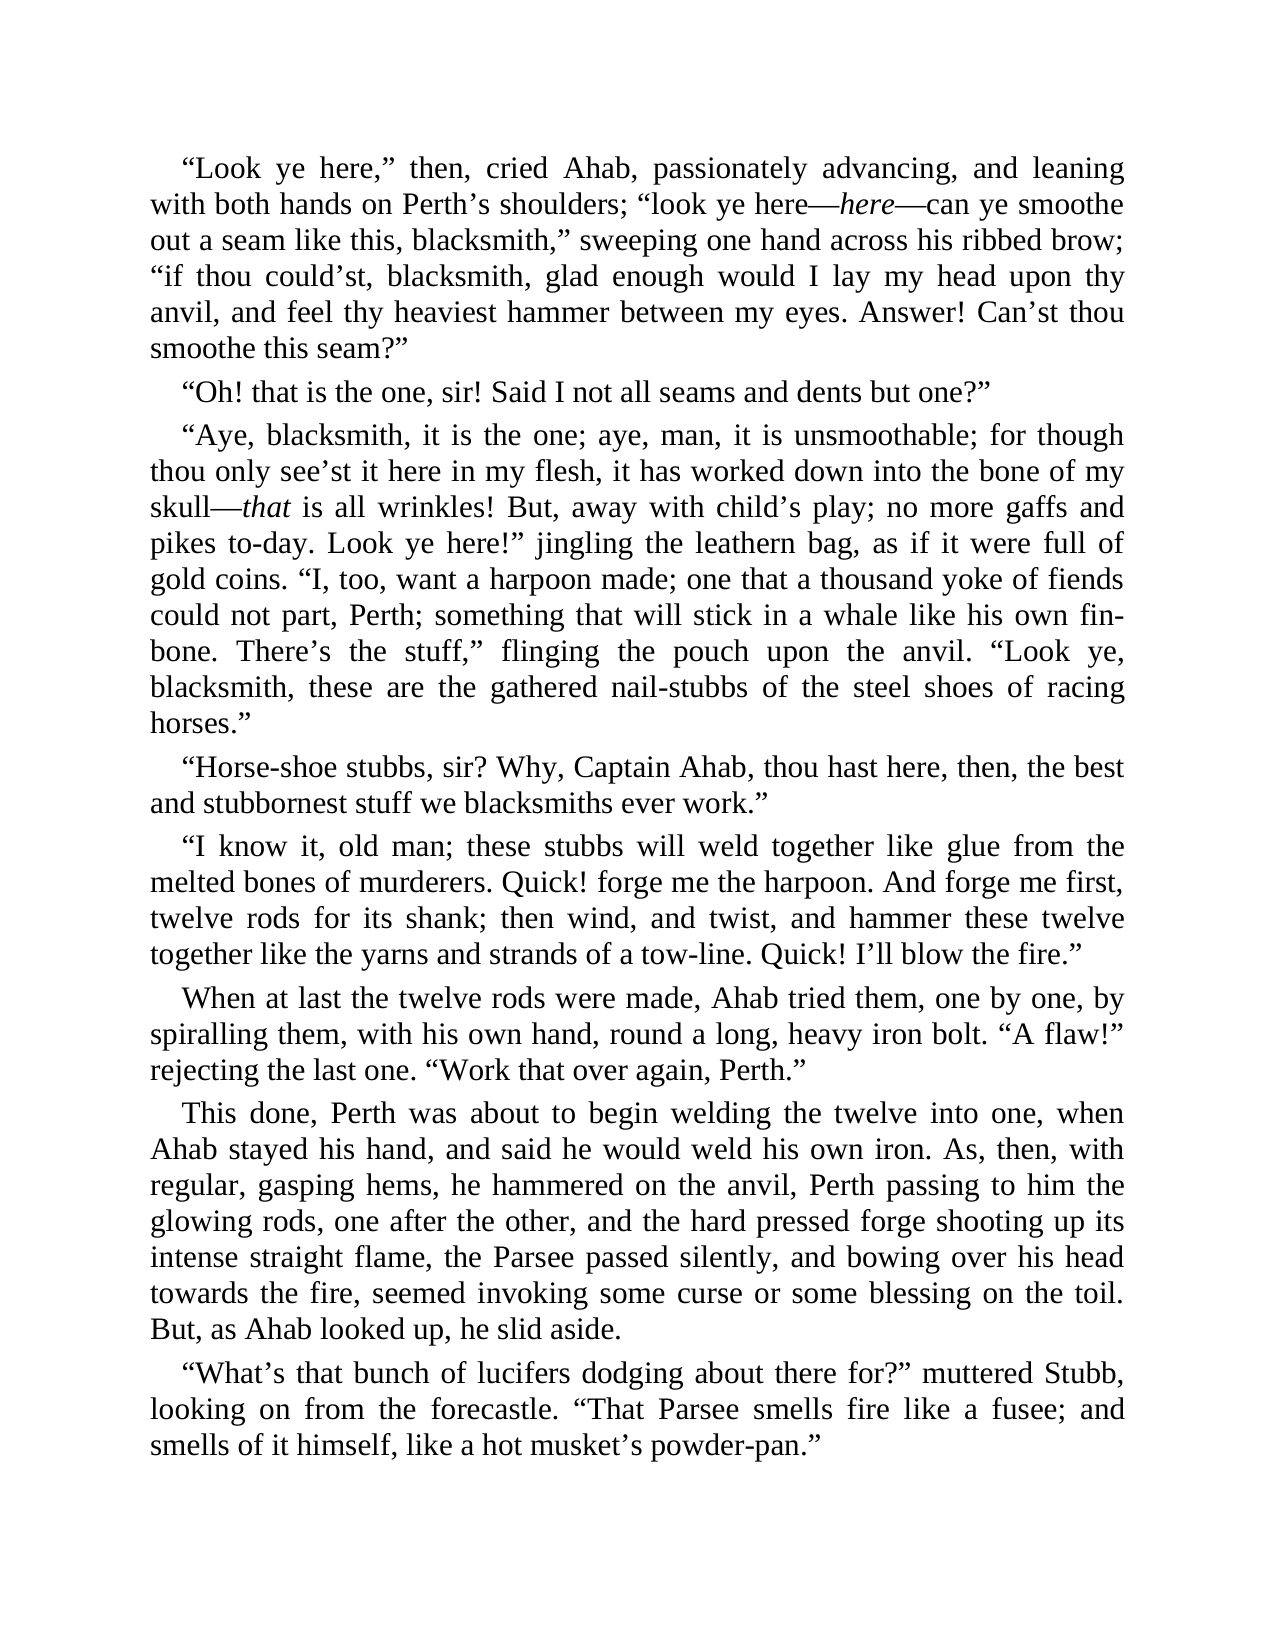 “Look ye here,” then, cried Ahab, passionately advancing, and leaning
with both hands on Perth’s shoulders; “look ye here—here—can ye smoothe
out a seam like this, blacksmith,” sweeping one hand across his ribbed brow;
“if thou could’st, blacksmith, glad enough would I lay my head upon thy
anvil, and feel thy heaviest hammer between my eyes. Answer! Can’st thou
smoothe this seam?”
“Oh! that is the one, sir! Said I not all seams and dents but one?”
“Aye, blacksmith, it is the one; aye, man, it is unsmoothable; for though
thou only see’st it here in my flesh, it has worked down into the bone of my
skull—that is all wrinkles! But, away with child’s play; no more gaffs and
pikes to-day. Look ye here!” jingling the leathern bag, as if it were full of
gold coins. “I, too, want a harpoon made; one that a thousand yoke of fiends
could not part, Perth; something that will stick in a whale like his own fin-
bone. There’s the stuff,” flinging the pouch upon the anvil. “Look ye,
blacksmith, these are the gathered nail-stubbs of the steel shoes of racing
horses.”
“Horse-shoe stubbs, sir? Why, Captain Ahab, thou hast here, then, the best
and stubbornest stuff we blacksmiths ever work.”
“I know it, old man; these stubbs will weld together like glue from the
melted bones of murderers. Quick! forge me the harpoon. And forge me first,
twelve rods for its shank; then wind, and twist, and hammer these twelve
together like the yarns and strands of a tow-line. Quick! I’ll blow the fire.”
When at last the twelve rods were made, Ahab tried them, one by one, by
spiralling them, with his own hand, round a long, heavy iron bolt. “A flaw!”
rejecting the last one. “Work that over again, Perth.”
This done, Perth was about to begin welding the twelve into one, when
Ahab stayed his hand, and said he would weld his own iron. As, then, with
regular, gasping hems, he hammered on the anvil, Perth passing to him the
glowing rods, one after the other, and the hard pressed forge shooting up its
intense straight flame, the Parsee passed silently, and bowing over his head
towards the fire, seemed invoking some curse or some blessing on the toil.
But, as Ahab looked up, he slid aside.
“What’s that bunch of lucifers dodging about there for?” muttered Stubb,
looking on from the forecastle. “That Parsee smells fire like a fusee; and
smells of it himself, like a hot musket’s powder-pan.”